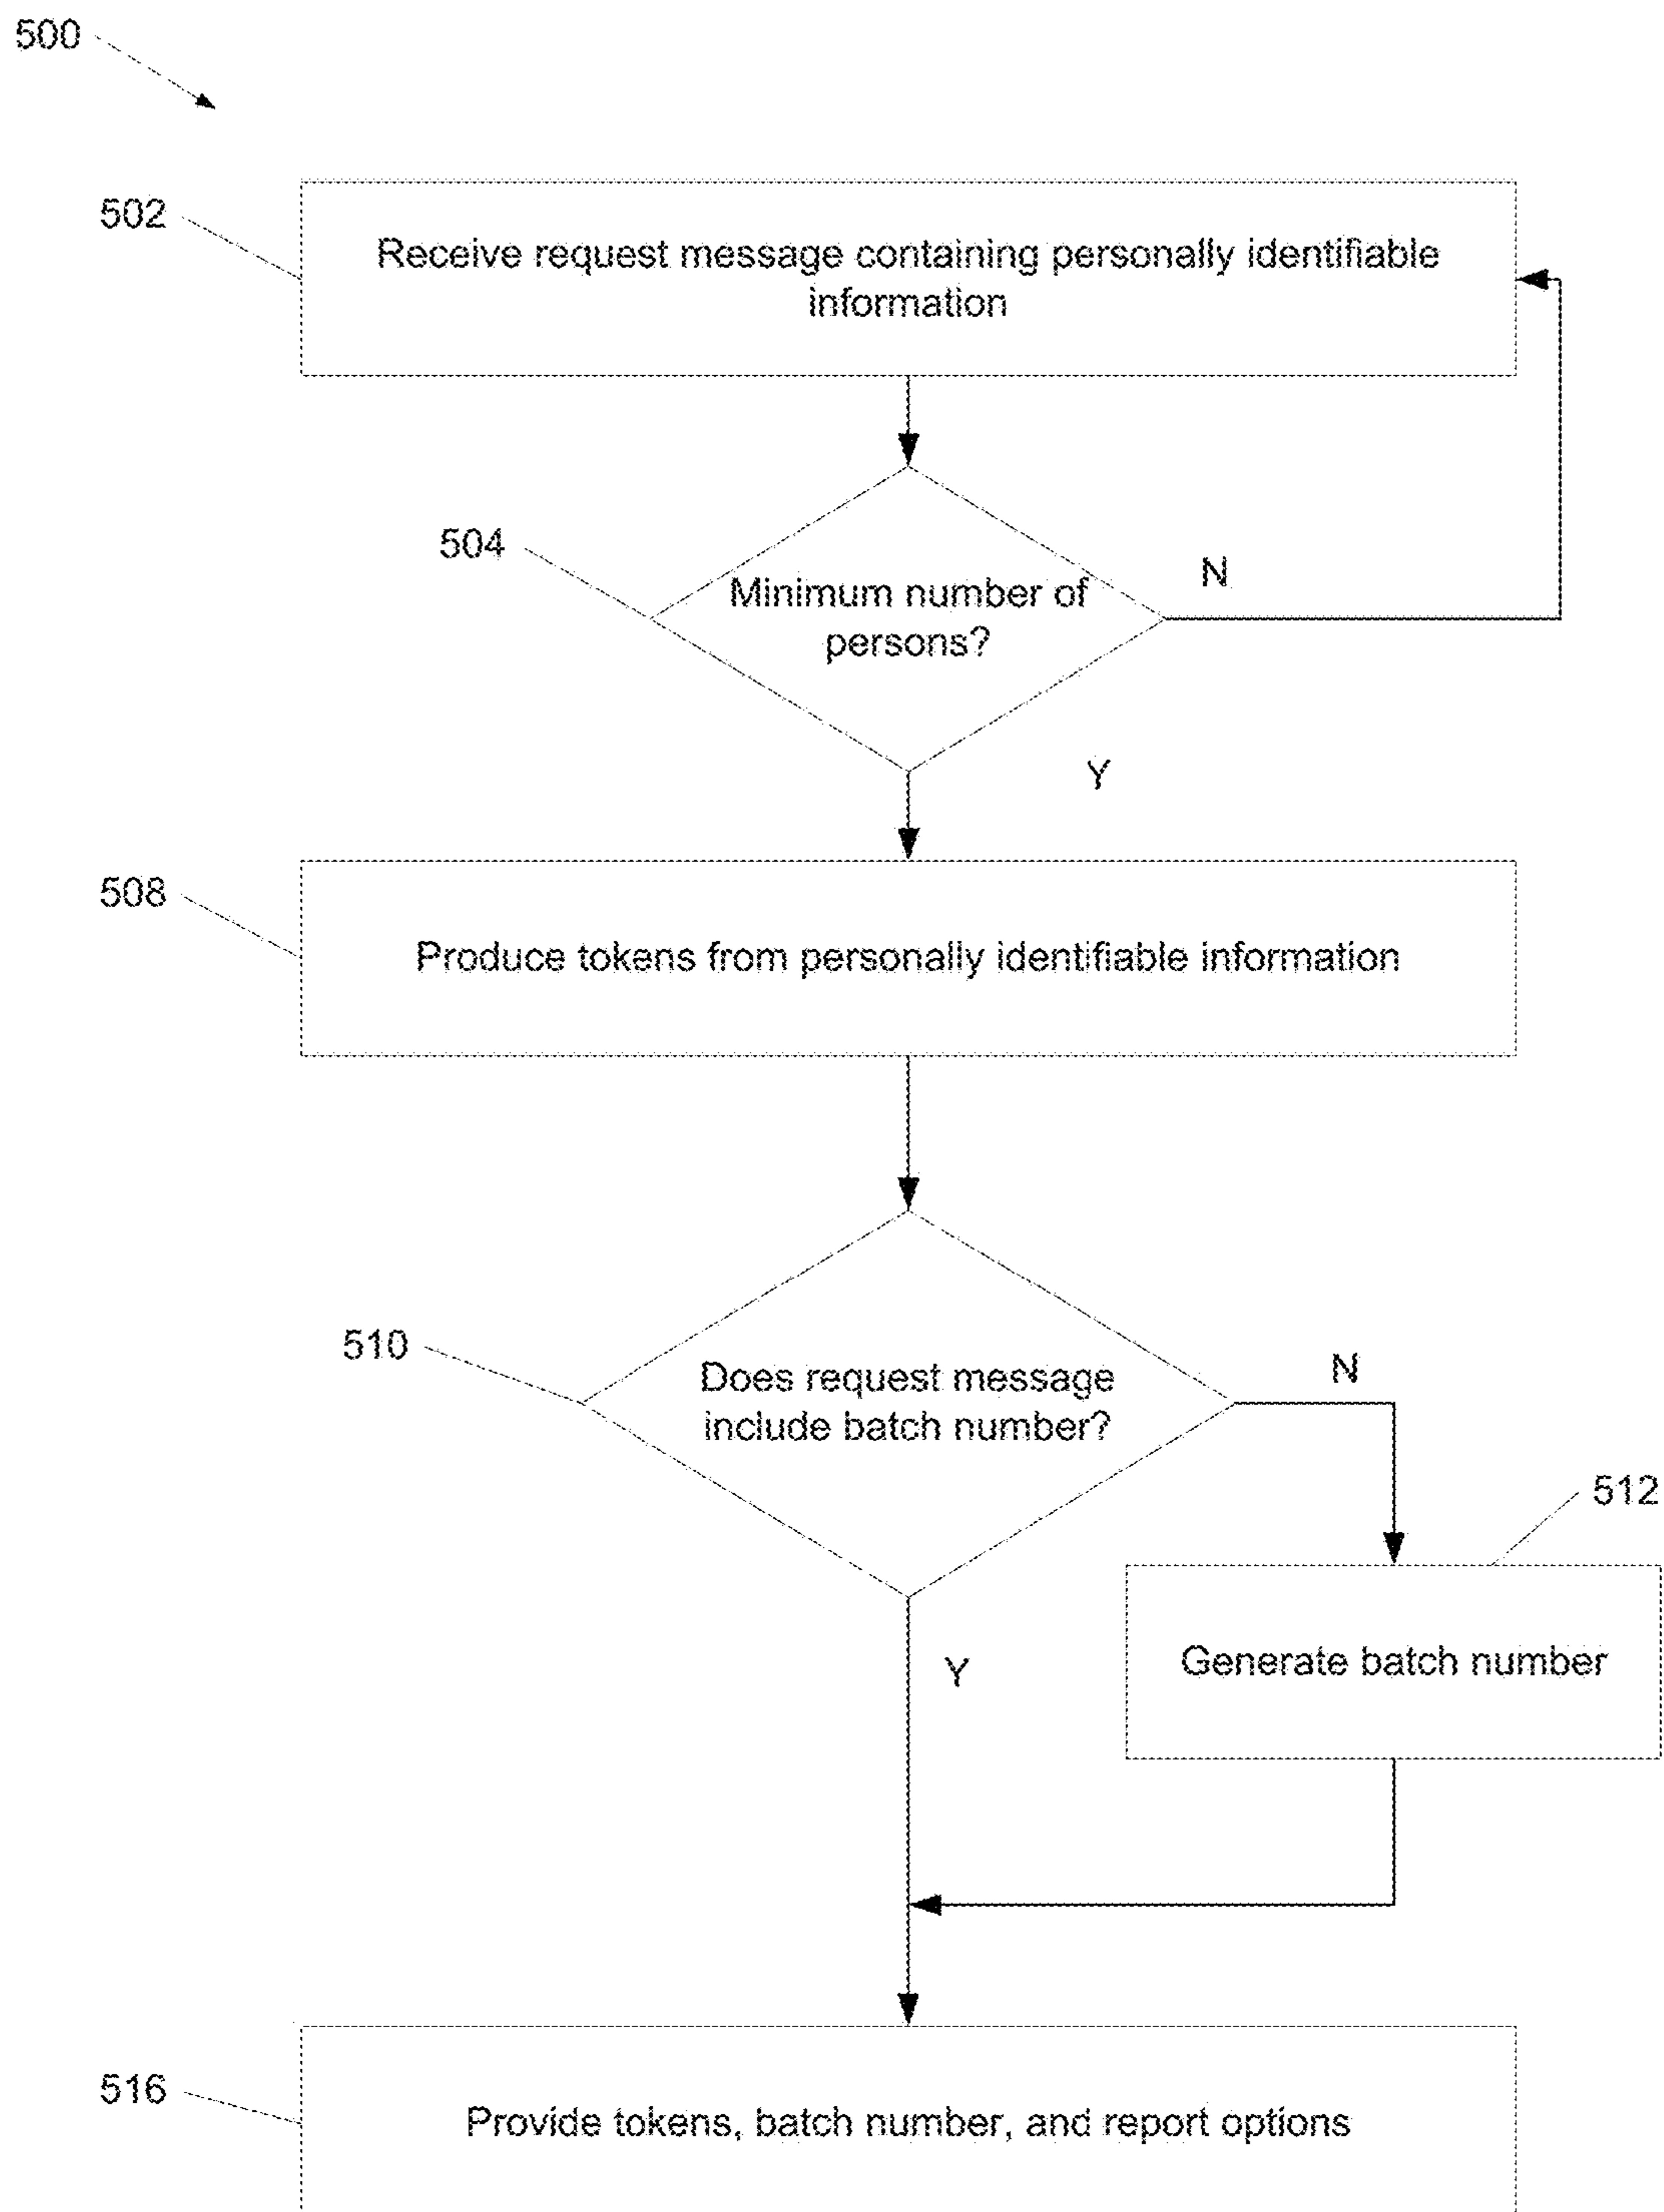 500
502
Receive request message containing personally identifiable
information
504
Minimum number of
persons?
N
Y
508
Produce tokens from personally identifiable information
510
Does request message
include batch number?
N
512
Generate batch number
Y
516
Provide tokens, batch number, and report options